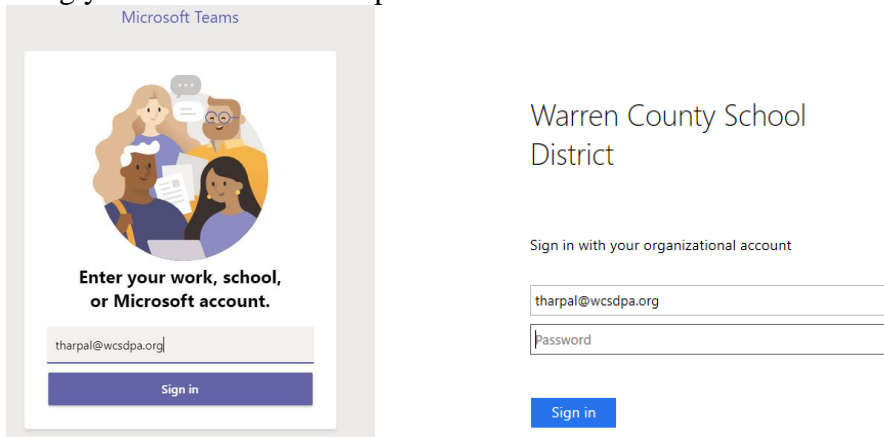 Microsoft Teams
Enter your work, school,
or Microsoft account.
tharpal@wcsdpa.org
Sign in
Warren County School
District
Sign in with your organizational account
tharpal@wcsdpa.org
Password
Sign in